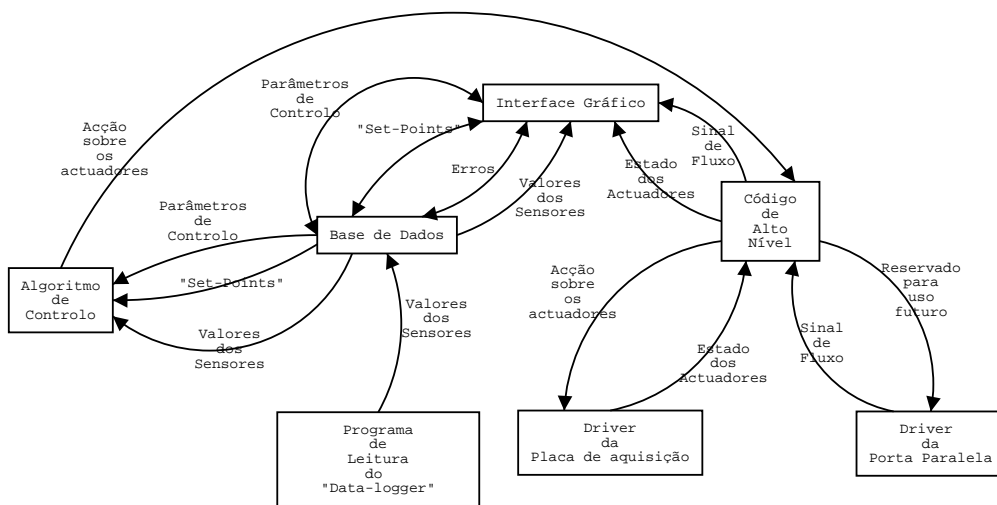 Parâmetros
de
Controlo
Interface Gráfico
Acção
sobre
os
actuadores
"Set-Points"
Sinal
de
Fluxo
Erros
Estado
dos
Actuadores
Valores
dos
Sensores
Parâmetros
de
Controlo
Base de Dados
Código
de
Alto
Nível
Algoritmo
de
Controlo
"Set-Points"
Valores
dos
Sensores
Valores
dos
Sensores
Acção
sobre
os
actuadores
Estado
dos
Actuadores
Sinal
de
Fluxo
Reservado
para
uso
futuro
Programa
de
Leitura
do
"Data-logger"
Driver
da
Placa de aquisição
Driver
da
Porta Paralela